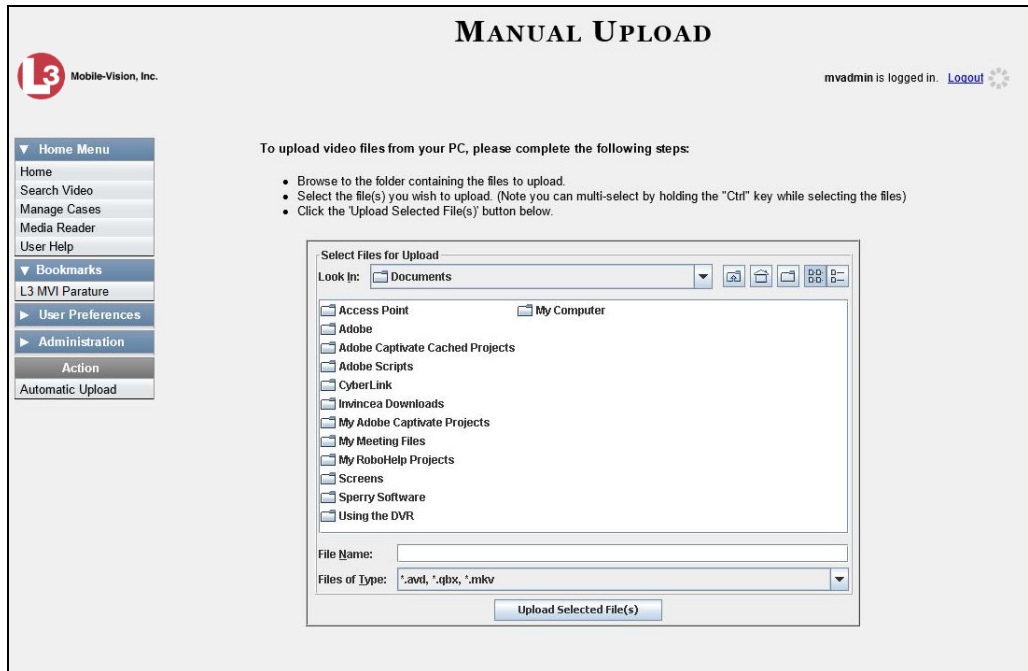 MANUAL UPLOAD
L3 Mobile-Vision, Inc.
mvadmin is logged in. Logout
▼ Home Menu
Home
Search Video
Manage Cases
Media Reader
User Help
▼ Bookmarks
L3 MVI Parature
► User Preferences
► Administration
Action
Automatic Upload
To upload video files from your PC, please complete the following steps:
• Browse to the folder containing the files to upload.
• Select the file(s) you wish to upload. (Note you can multi-select by holding the "Ctrl" key while selecting the files)
• Click the 'Upload Selected File(s)' button below.
Select Files for Upload
Look In: Documents
Access Point
Adobe
Adobe Captivate Cached Projects
Adobe Scripts
CyberLink
Invincea Downloads
My Adobe Captivate Projects
My Meeting Files
My RoboHelp Projects
Screens
Sperry Software
Using the DVR
My Computer
File Name:
Files of Type: *.avd, *.qbx, *.mkv
Upload Selected File(s)